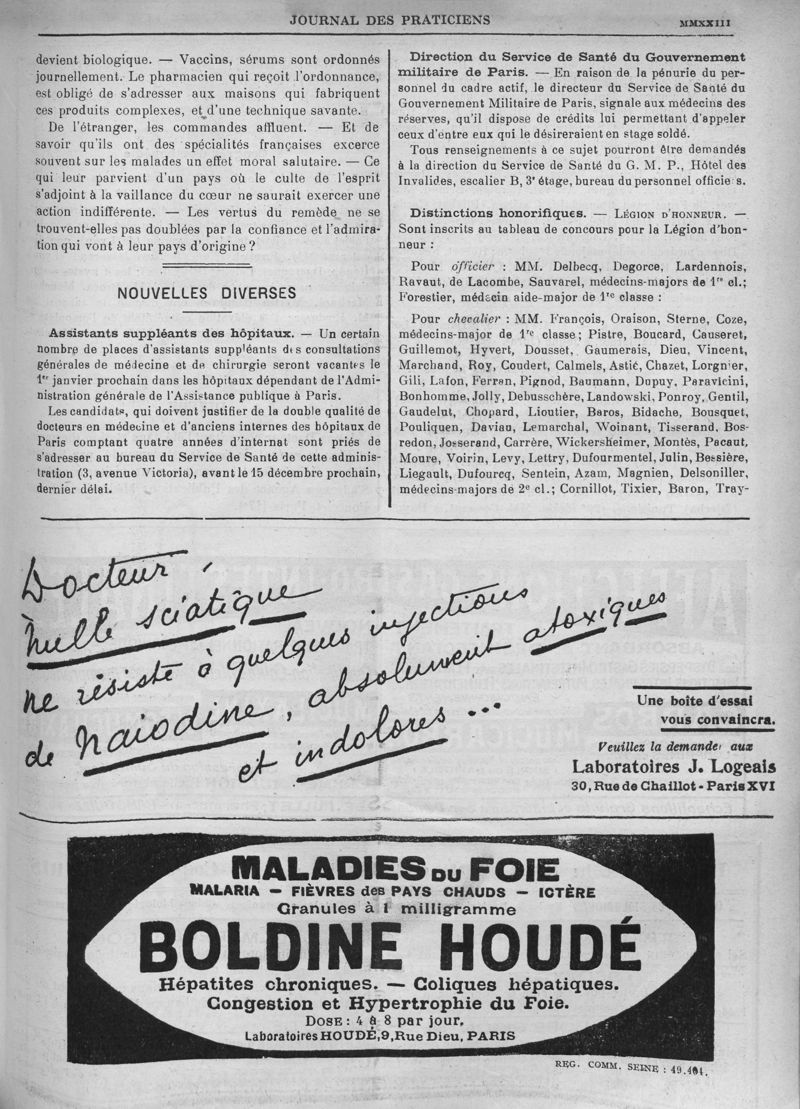 JOURNAL DES PRATICIENS
MMXXIII
devient biologique. — Vaccins, sérums sont ordonnés
journellement. Le pharmacien qui reçoit l'ordonnance,
est obligé de s'adresser aux maisons qui fabriquent
ces produits complexes, et d'une technique savante.
De l'étranger, les commandes affluent. — Et de
savoir qu'ils ont des spécialités françaises excerce
souvent sur les malades un effet moral salutaire. — Ce
qui leur parvient d'un pays où le culte de l'esprit
s'adjoint à la vaillance du cœur ne saurait exercer une
action indifférente. — Les vertus du remède ne se
trouvent-elles pas doublées par la confiance et l'admira-
tion qui vont à leur pays d'origine ?
NOUVELLES DIVERSES
Assistants suppléants des hôpitaux. — Un certain
nombre de places d'assistants suppléants des consultations
générales de médecine et de chirurgie seront vacantes le
1er janvier prochain dans les hôpitaux dépendant de l'Admi-
nistration générale de l'Assistance publique à Paris.
Les candidats, qui doivent justifier de la double qualité de
docteurs en médecine et d'anciens internes des hôpitaux de
Paris comptant quatre années d'internat sont priés de
s'adresser au bureau du Service de Santé de cette adminis-
tration (3, avenue Victoria), avant le 15 décembre prochain,
dernier délai.
Direction du Service de Santé du Gouvernement
militaire de Paris. — En raison de la pénurie du per-
sonnel du cadre actif, le directeur du Service de Santé du
Gouvernement Militaire de Paris, signale aux médecins des
réserves, qu'il dispose de crédits lui permettant d'appeler
ceux d'entre eux qui le désireraient en stage soldé.
Tous renseignements à ce sujet pourront être demandés
à la direction du Service de Santé du G. M. P., Hôtel des
Invalides, escalier B, 3e étage, bureau du personnel officie s.
Distinctions honorifiques. — LÉGION D'HONNEUR. —
Sont inscrits au tableau de concours pour la Légion d'hon-
neur :
Pour officier : MM. Delbecq, Degorce, Lardennois,
Ravaut, de Lacombe, Sauvarel, médecins-majors de 1re cl.;
Forestier, médecin aide-major de 1re classe :
Pour chevalier : MM. François, Oraison, Sterne, Coze,
médecins-major de 1re classe; Pistre, Boucard, Causeret,
Guillemot, Hyvert, Dousset, Gaumerais, Dieu, Vincent,
Marchand, Roy, Coudert, Calmels, Astié, Chazet, Lorgnier,
Gili, Lafon, Ferran, Pignod, Baumann, Dupuy, Paravicini,
Bonhomme, Jolly, Debusschère, Landowski, Ponroy, Gentil,
Gaudelut, Chopard, Lioutier, Baros, Bidache, Bousquet,
Pouliquen, Daviau, Lemarchal, Woinant, Tisserand, Bos-
redon, Josserand, Carrère, Wickersheimer, Montès, Pacaut,
Moure, Voirin, Levy, Lettry, Dufourmentel, Julin, Bessière,
Liegault, Dufourcq, Sentein, Azam, Magnien, Delsoniller,
médecins-majors de 2e cl.; Cornillot, Tixier, Baron, Tray-
Docteur,
Nulle sciatique
ne résiste à quelques injections
de Naiodine, absolument atoxiques
et indolores ...
Une boîte d'essai
vous convaincra.
Veuillez la demander aux
Laboratoires J. Logeais
30, Rue de Chaillot - Paris XVI
MALADIES DU FOIE
MALARIA — FIÈVRES des PAYS CHAUDS — ICTÈRE
Granules à 1 milligramme
BOLDINE HOUDÉ
Hépatites chroniques. — Coliques hépatiques.
Congestion et Hypertrophie du Foie.
DOSE : 4 à 8 par jour.
Laboratoires HOUDÉ, 9, Rue Dieu, PARIS
REG. COMM. SEINE : 49.404.